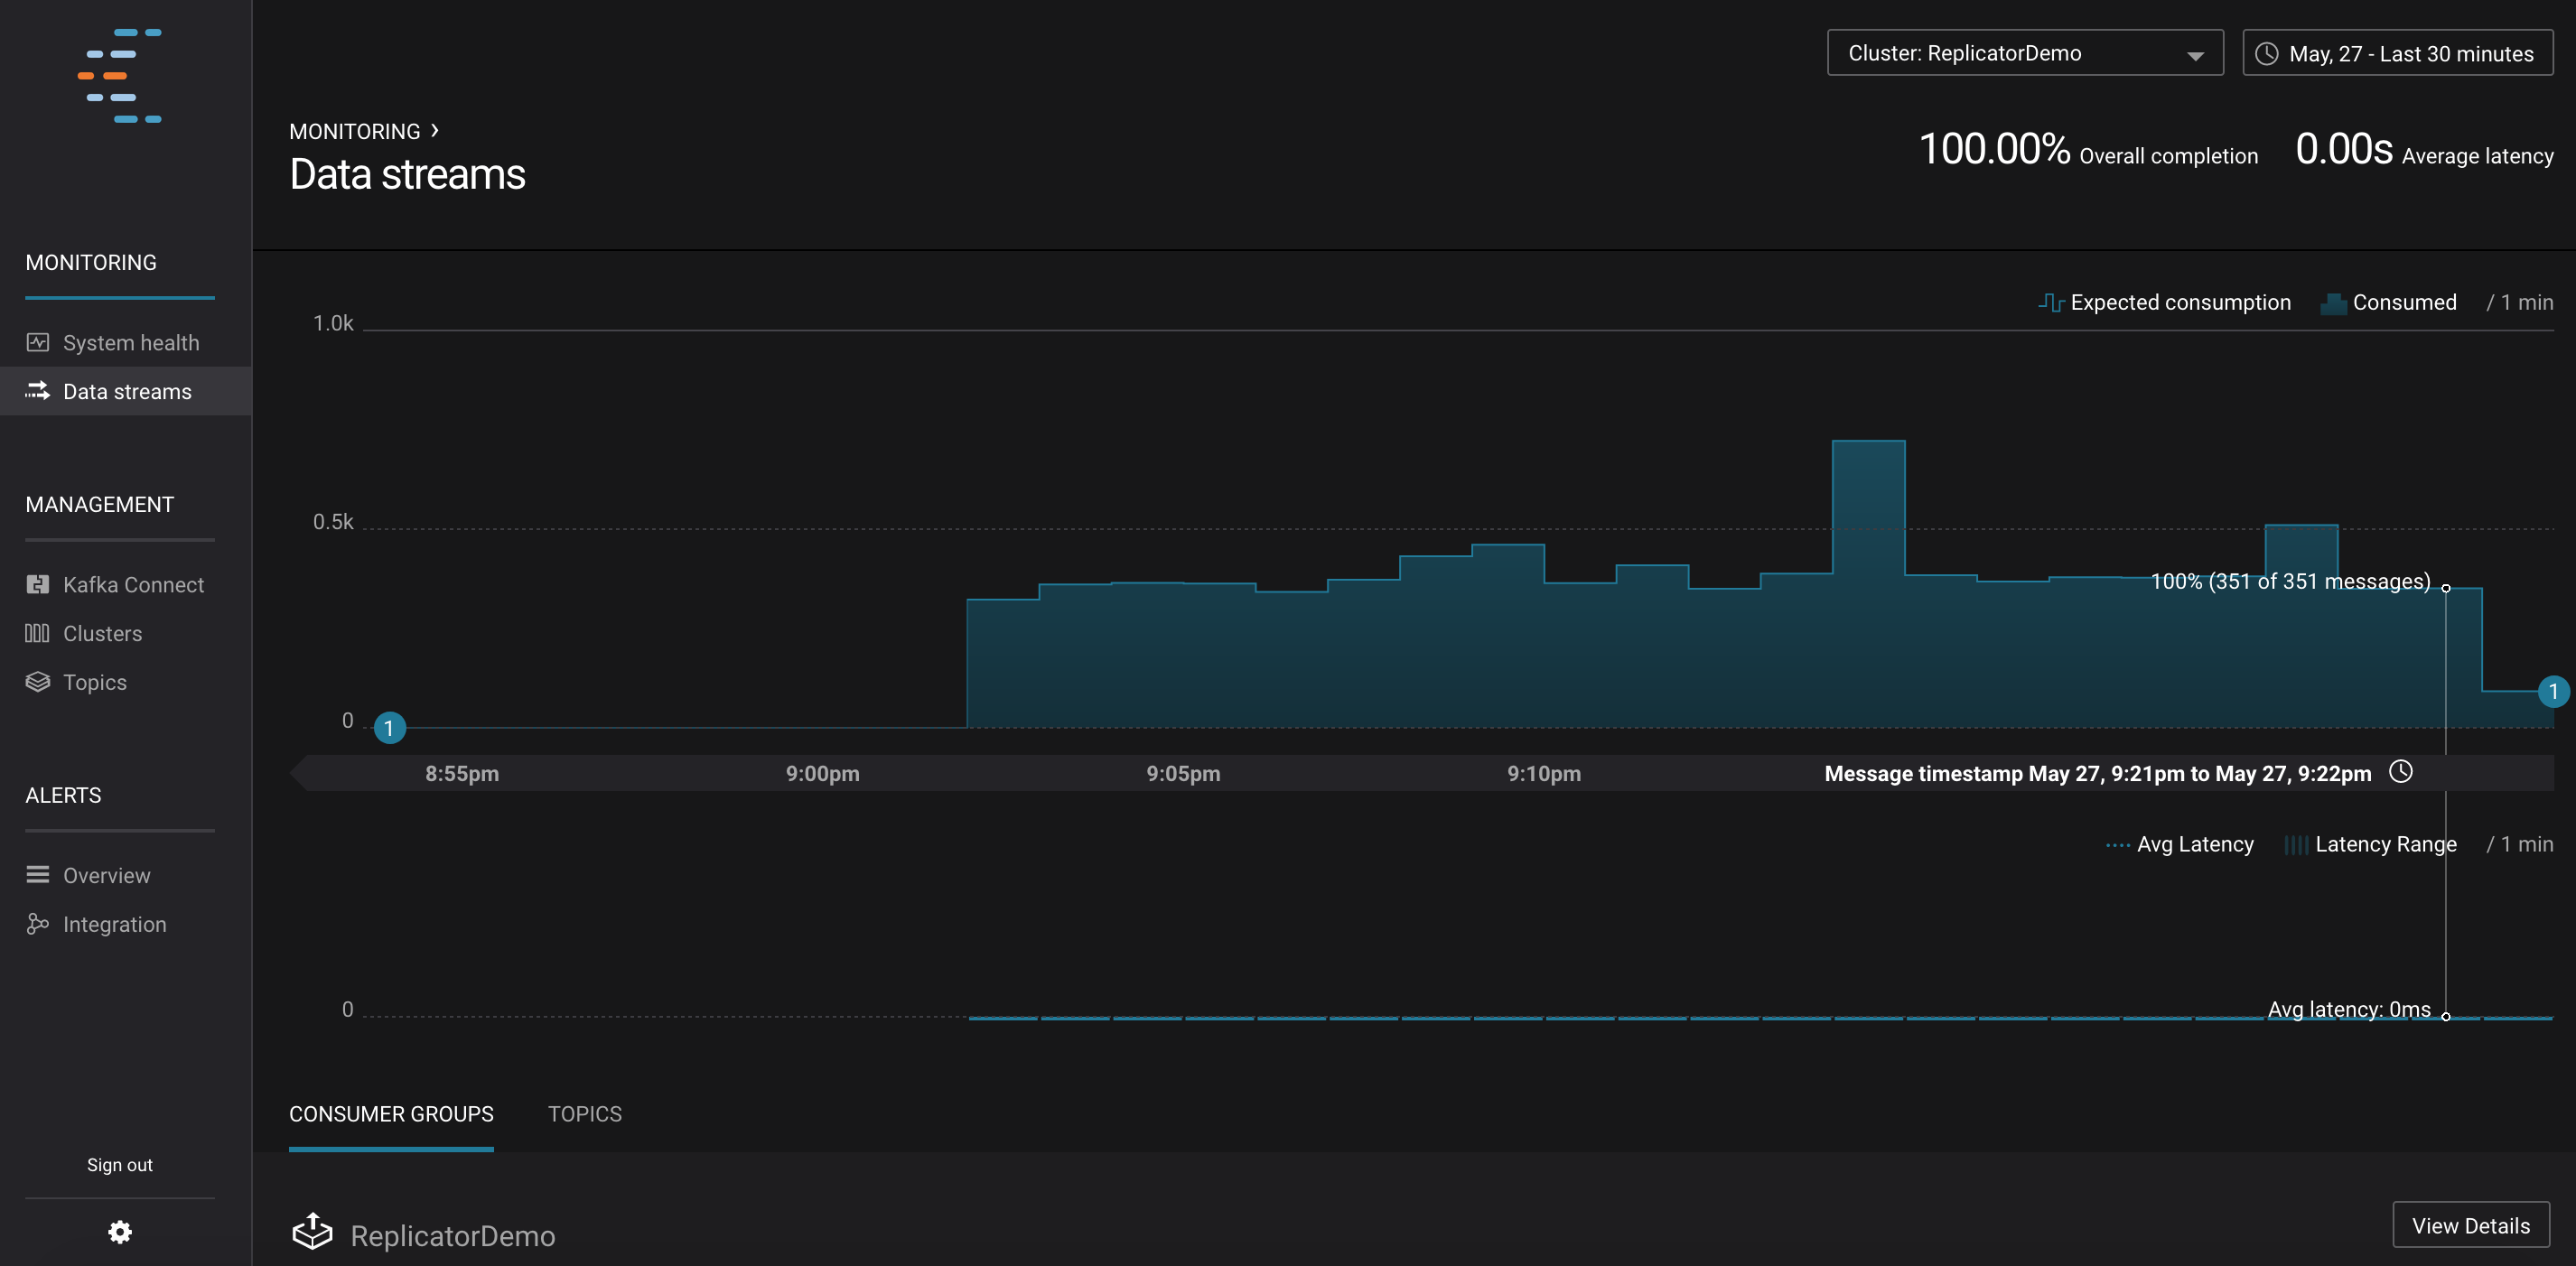 Cluster: ReplicatorDemo
May, 27 - Last 30 minutes
MONITORING ›
Data streams
100.00% Overall completion
0.00s Average latency
MONITORING
System health
Data streams
MANAGEMENT
Kafka Connect
Clusters
Topics
ALERTS
Overview
Integration
Sign out
Expected consumption
Consumed
/ 1 min
1.0k
0.5k
100% (351 of 351 messages)
0
1
1
8:55pm
9:00pm
9:05pm
9:10pm
Message timestamp May 27, 9:21pm to May 27, 9:22pm
Avg Latency
Latency Range
/ 1 min
0
Avg latency: 0ms
CONSUMER GROUPS
TOPICS
ReplicatorDemo
View Details